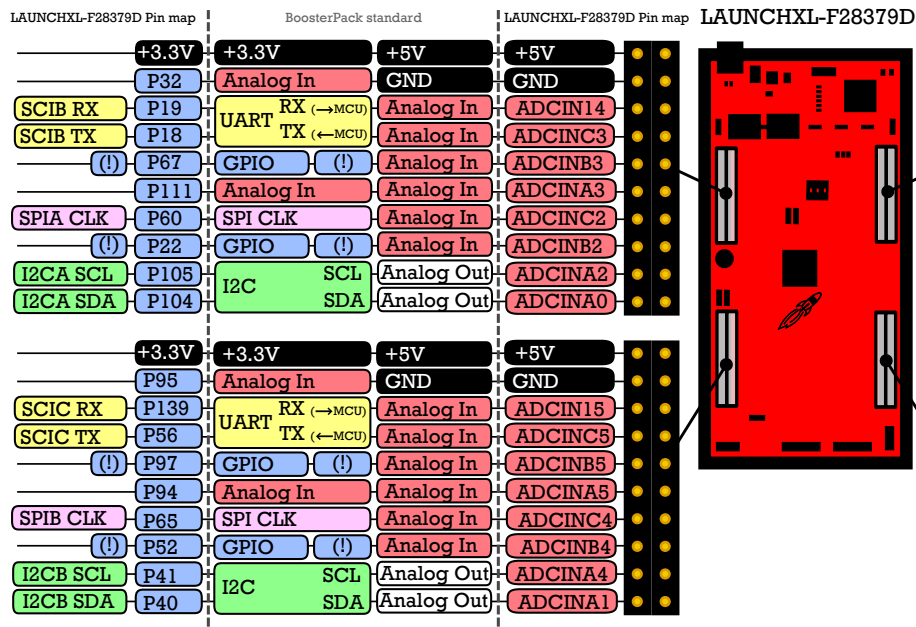 LAUNCHXL-F28379D Pin map BoosterPack standard LAUNCHXL-F28379D Pin map LAUNCHXL-F28379D
+3.3V +3.3V +5V +5V
P32 Analog In GND GND
SCIB RX P19 UART RX (→MCU) Analog In ADCIN14
SCIB TX P18 TX (←MCU) Analog In ADCINC3
(!) P67 GPIO (!) Analog In ADCINB3
P111 Analog In Analog In ADCINA3
SPIA CLK P60 SPI CLK Analog In ADCINC2
(!) P22 GPIO (!) Analog In ADCINB2
I2CA SCL P105 I2C SCL Analog Out ADCINA2
I2CA SDA P104 SDA Analog Out ADCINA0
+3.3V +3.3V +5V +5V
P95 Analog In GND GND
SCIC RX P139 UART RX (→MCU) Analog In ADCIN15
SCIC TX P56 TX (←MCU) Analog In ADCINC5
(!) P97 GPIO (!) Analog In ADCINB5
P94 Analog In Analog In ADCINA5
SPIB CLK P65 SPI CLK Analog In ADCINC4
(!) P52 GPIO (!) Analog In ADCINB4
I2CB SCL P41 I2C SCL Analog Out ADCINA4
I2CB SDA P40 SDA Analog Out ADCINA1